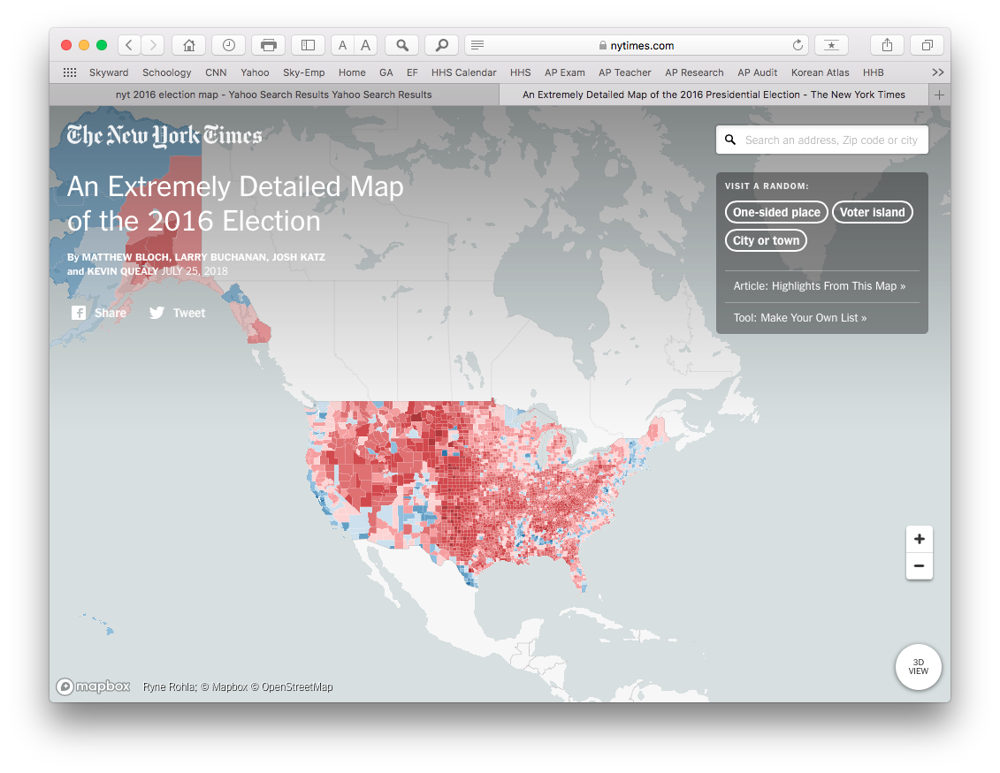 A A
nytimes.com
Skyward Schoology CNN Yahoo Sky-Emp Home GA EF HHS Calendar HHS AP Exam AP Teacher AP Research AP Audit Korean Atlas HHB
nyt 2016 election map - Yahoo Search Results Yahoo Search Results
An Extremely Detailed Map of the 2016 Presidential Election - The New York Times
The New York Times
Search an address, Zip code or city
An Extremely Detailed Map
of the 2016 Election
By MATTHEW BLOCH, LARRY BUCHANAN, JOSH KATZ
and KEVIN QUEALY JULY 25, 2018
Share Tweet
VISIT A RANDOM:
One-sided place Voter island
City or town
Article: Highlights From This Map »
Tool: Make Your Own List »
+
−
3D
VIEW
mapbox Ryne Rohla; © Mapbox © OpenStreetMap